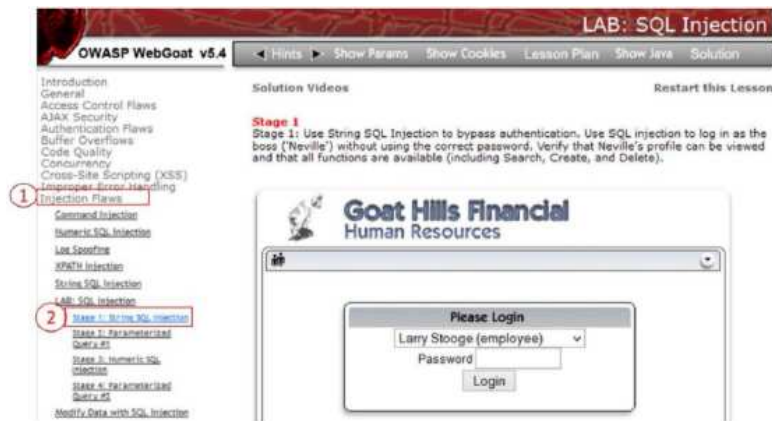 LAB: SQL Injection
OWASP WebGoat v5.4
Hints Show Params Show Cookies Lesson Plan Show Java Solution
Introduction
General
Access Control Flaws
AJAX Security
Authentication Flaws
Buffer Overflows
Code Quality
Concurrency
Cross-Site Scripting (XSS)
Improper Error Handling
1
Injection Flaws
Command Injection
Numeric SQL Injection
Log Spoofing
XPATH Injection
String SQL Injection
LAB: SQL Injection
2
Stage 1: String SQL Injection
Stage 2: Parameterized
Query #1
Stage 3: Numeric SQL
Injection
Stage 4: Parameterized
Query #2
Modify Data with SQL Injection
Solution Videos
Restart this Lesson
Stage 1
Stage 1: Use String SQL Injection to bypass authentication. Use SQL injection to log in as the
boss ('Neville') without using the correct password. Verify that Neville's profile can be viewed
and that all functions are available (including Search, Create, and Delete).
Goat Hills Financial
Human Resources
Please Login
Larry Stooge (employee)
Password
Login